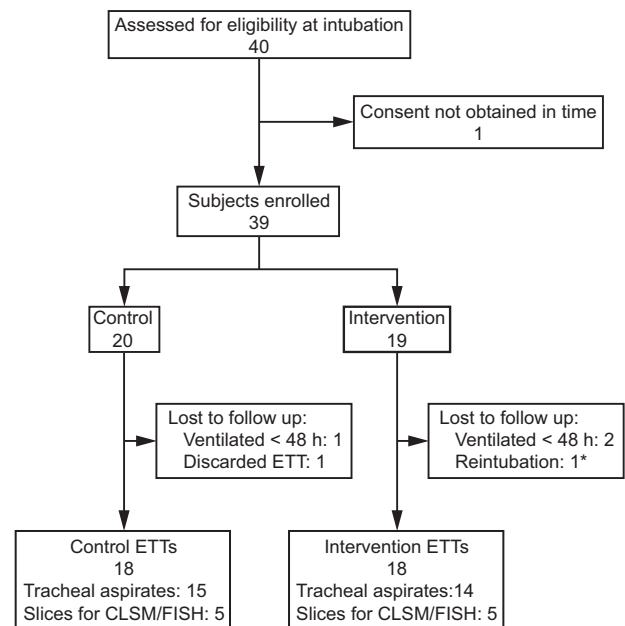 Assessed for eligibility at intubation
40
Consent not obtained in time
1
Subjects enrolled
39
Control
20
Intervention
19
Lost to follow up:
Ventilated < 48 h: 1
Discarded ETT: 1
Lost to follow up:
Ventilated < 48 h: 2
Reintubation: 1*
Control ETTs
18
Tracheal aspirates: 15
Slices for CLSM/FISH: 5
Intervention ETTs
18
Tracheal aspirates:14
Slices for CLSM/FISH: 5